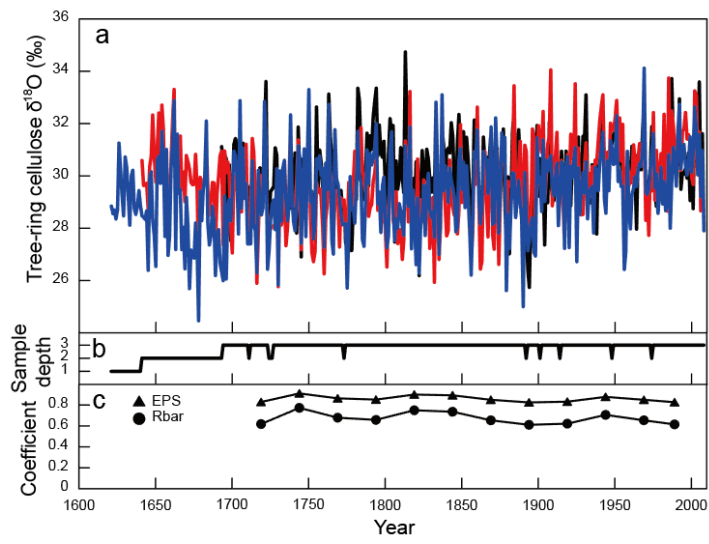 a
Tree-ring cellulose δ¹⁸O (‰)
36
34
32
30
28
26
b
Sample
depth
3
2
1
c
Coefficient
EPS
Rbar
0.8
0.6
0.4
0.2
0
1600 1650 1700 1750 1800 1850 1900 1950 2000
Year